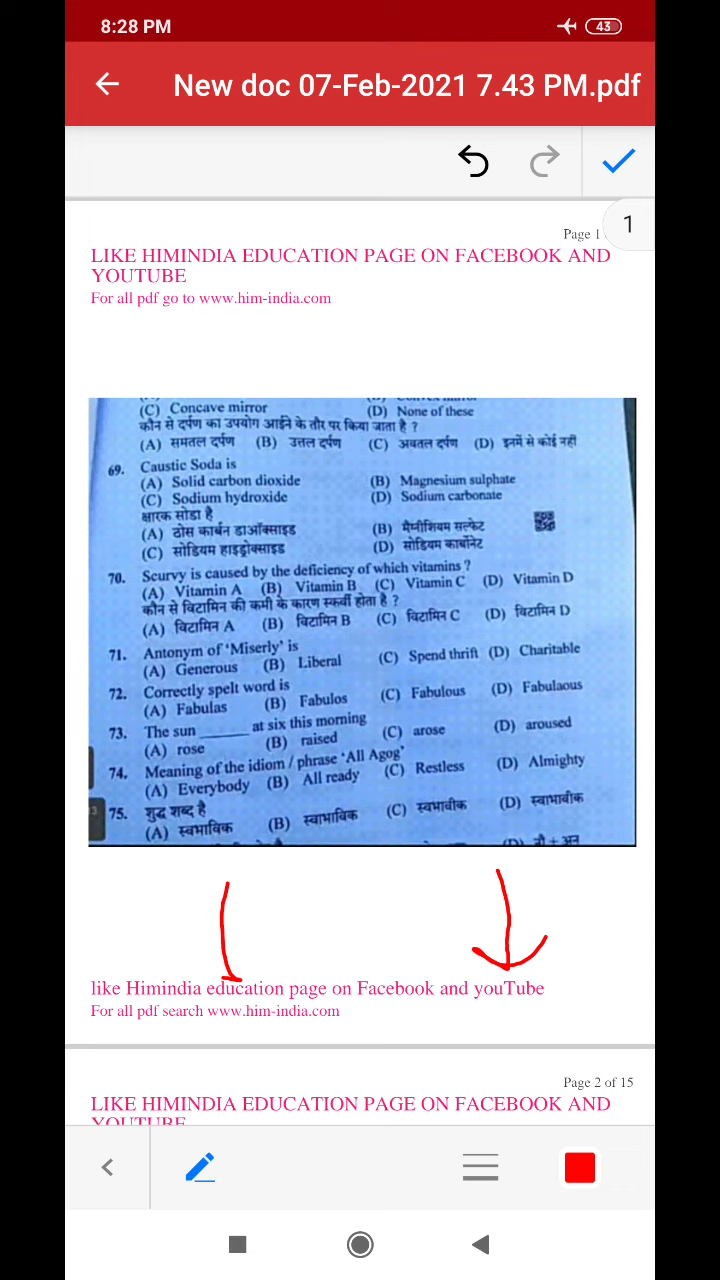 8:28 PM
43
New doc 07-Feb-2021 7.43 PM.pdf
1
Page 1
LIKE HIMINDIA EDUCATION PAGE ON FACEBOOK AND
YOUTUBE
For all pdf go to www.him-india.com
(C) Concave mirror (D) None of these
कौन से दर्पण का उपयोग आईने के तौर पर किया जाता है ?
(A) समतल दर्पण (B) उत्तल दर्पण (C) अवतल दर्पण (D) इनमें से कोई नहीं
69. Caustic Soda is
(A) Solid carbon dioxide (B) Magnesium sulphate
(C) Sodium hydroxide (D) Sodium carbonate
क्षारक सोडा है
(A) ठोस कार्बन डाऑक्साइड (B) मैग्नीशियम सल्फेट
(C) सोडियम हाइड्रोक्साइड (D) सोडियम कार्बोनेट
70. Scurvy is caused by the deficiency of which vitamins ?
(A) Vitamin A (B) Vitamin B (C) Vitamin C (D) Vitamin D
कौन से विटामिन की कमी के कारण स्कर्वी होता है ?
(A) विटामिन A (B) विटामिन B (C) विटामिन C (D) विटामिन D
71. Antonym of 'Miserly' is
(A) Generous (B) Liberal (C) Spend thrift (D) Charitable
72. Correctly spelt word is
(A) Fabulas (B) Fabulos (C) Fabulous (D) Fabulaous
73. The sun ______ at six this morning
(A) rose (B) raised (C) arose (D) aroused
74. Meaning of the idiom / phrase 'All Agog'
(A) Everybody (B) All ready (C) Restless (D) Almighty
75. शुद्ध शब्द है
(A) स्वभाविक (B) स्वाभाविक (C) स्वभावीक (D) स्वाभावीक
like Himindia education page on Facebook and youTube
For all pdf search www.him-india.com
Page 2 of 15
LIKE HIMINDIA EDUCATION PAGE ON FACEBOOK AND
YOUTUBE